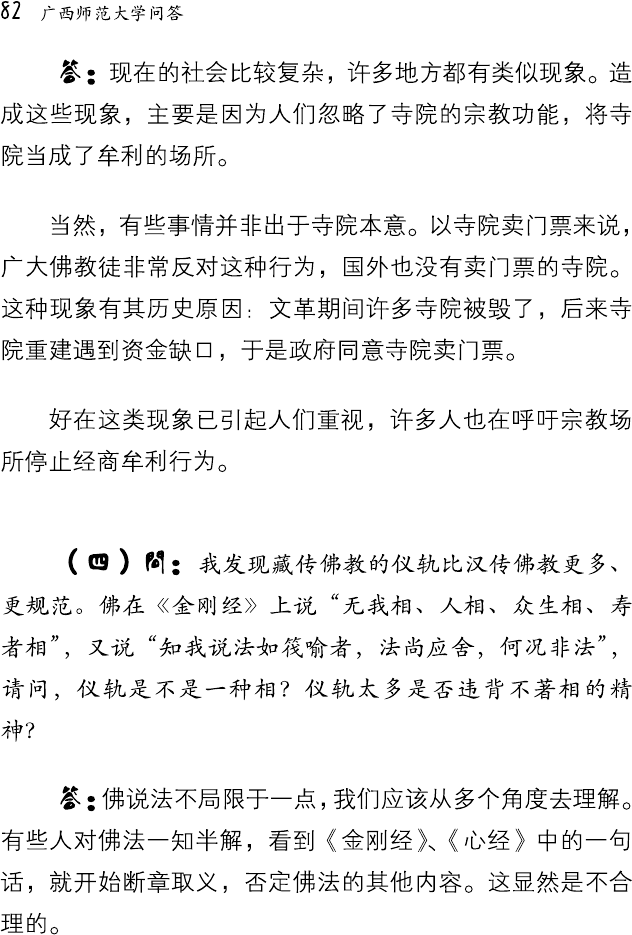 82 广西师范大学问答
答：现在的社会比较复杂，许多地方都有类似现象。造
成这些现象，主要是因为人们忽略了寺院的宗教功能，将寺
院当成了牟利的场所。
当然，有些事情并非出于寺院本意。以寺院卖门票来说，
广大佛教徒非常反对这种行为，国外也没有卖门票的寺院。
这种现象有其历史原因：文革期间许多寺院被毁了，后来寺
院重建遇到资金缺口，于是政府同意寺院卖门票。
好在这类现象已引起人们重视，许多人也在呼吁宗教场
所停止经商牟利行为。
（四）問：我发现藏传佛教的仪轨比汉传佛教更多、
更规范。佛在《金刚经》上说“无我相、人相、众生相、寿
者相”，又说“知我说法如筏喻者，法尚应舍，何况非法”，
请问，仪轨是不是一种相？仪轨太多是否违背不著相的精
神？
答：佛说法不局限于一点，我们应该从多个角度去理解。
有些人对佛法一知半解，看到《金刚经》、《心经》中的一句
话，就开始断章取义，否定佛法的其他内容。这显然是不合
理的。